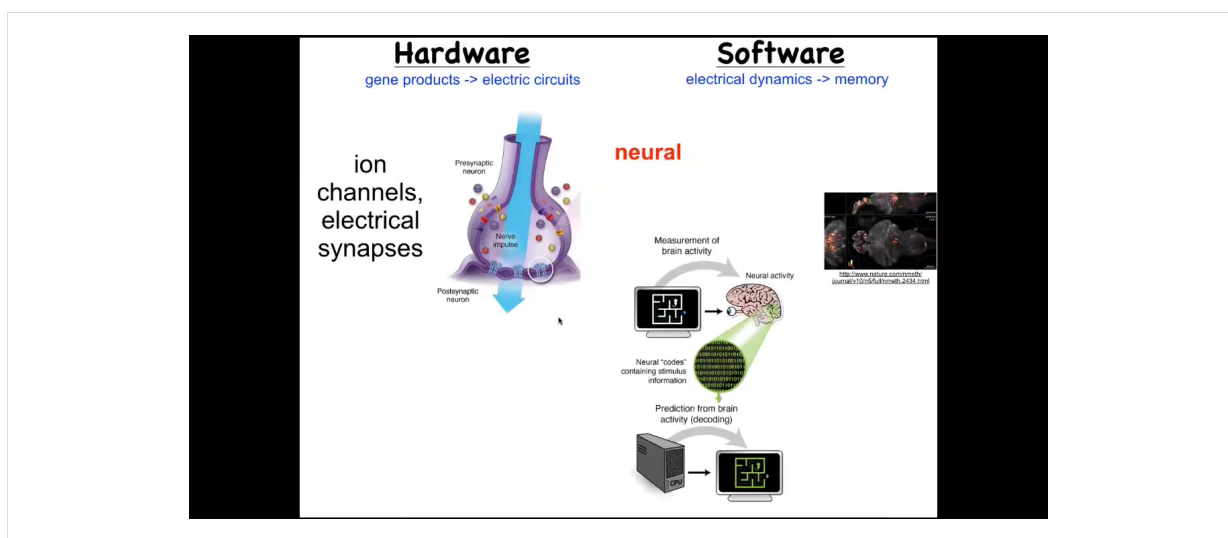 Hardware
gene products -> electric circuits
Software
electrical dynamics -> memory
ion
channels,
electrical
synapses
Presynaptic
neuron
Nerve
impulse
Postsynaptic
neuron
neural
Measurement of
brain activity
Neural activity
Neural "codes"
containing stimulus
information
Prediction from brain
activity (decoding)
CPU
http://www.nature.com/nmeth/
journal/v10/n5/full/nmeth.2434.html